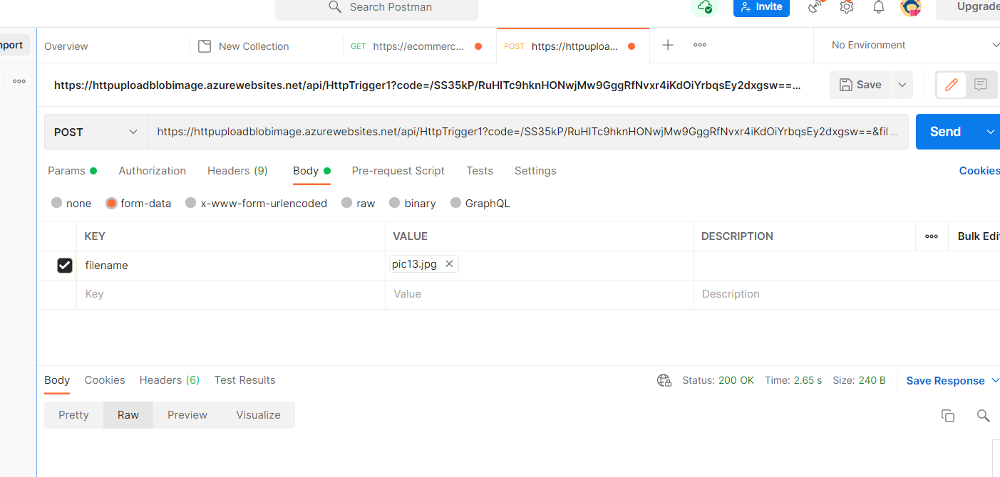 Search Postman
Invite
Upgrade
mport
Overview
New Collection
GET https://ecommerc...
POST https://httpuploa...
No Environment
https://httpuploadblobimage.azurewebsites.net/api/HttpTrigger1?code=/SS35kP/RuHITc9hknHONwjMw9GggRfNvxr4iKdOiYrbqsEy2dxgsw==...
Save
POST
https://httpuploadblobimage.azurewebsites.net/api/HttpTrigger1?code=/SS35kP/RuHITc9hknHONwjMw9GggRfNvxr4iKdOiYrbqsEy2dxgsw==&fil ...
Send
Params Authorization Headers (9) Body Pre-request Script Tests Settings Cookies
none form-data x-www-form-urlencoded raw binary GraphQL
KEY VALUE DESCRIPTION Bulk Edi
filename pic13.jpg
Key Value Description
Body Cookies Headers (6) Test Results Status: 200 OK Time: 2.65 s Size: 240 B Save Response
Pretty Raw Preview Visualize